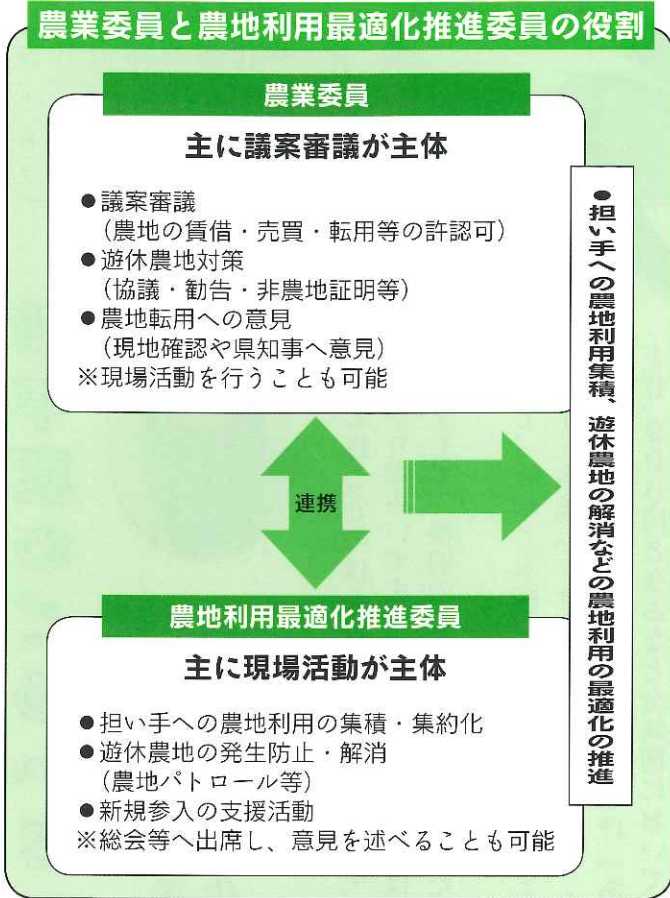 農業委員と農地利用最適化推進委員の役割
農業委員
主に議案審議が主体
●議案審議
(農地の賃借・売買・転用等の許認可)
●遊休農地対策
(協議・勧告・非農地証明等)
●農地転用への意見
(現地確認や県知事へ意見)
※現場活動を行うことも可能
連携
農地利用最適化推進委員
主に現場活動が主体
●担い手への農地利用の集積・集約化
●遊休農地の発生防止・解消
(農地パトロール等)
●新規参入の支援活動
※総会等へ出席し、意見を述べることも可能
●担い手への農地利用集積、遊休農地の解消などの農地利用の最適化の推進